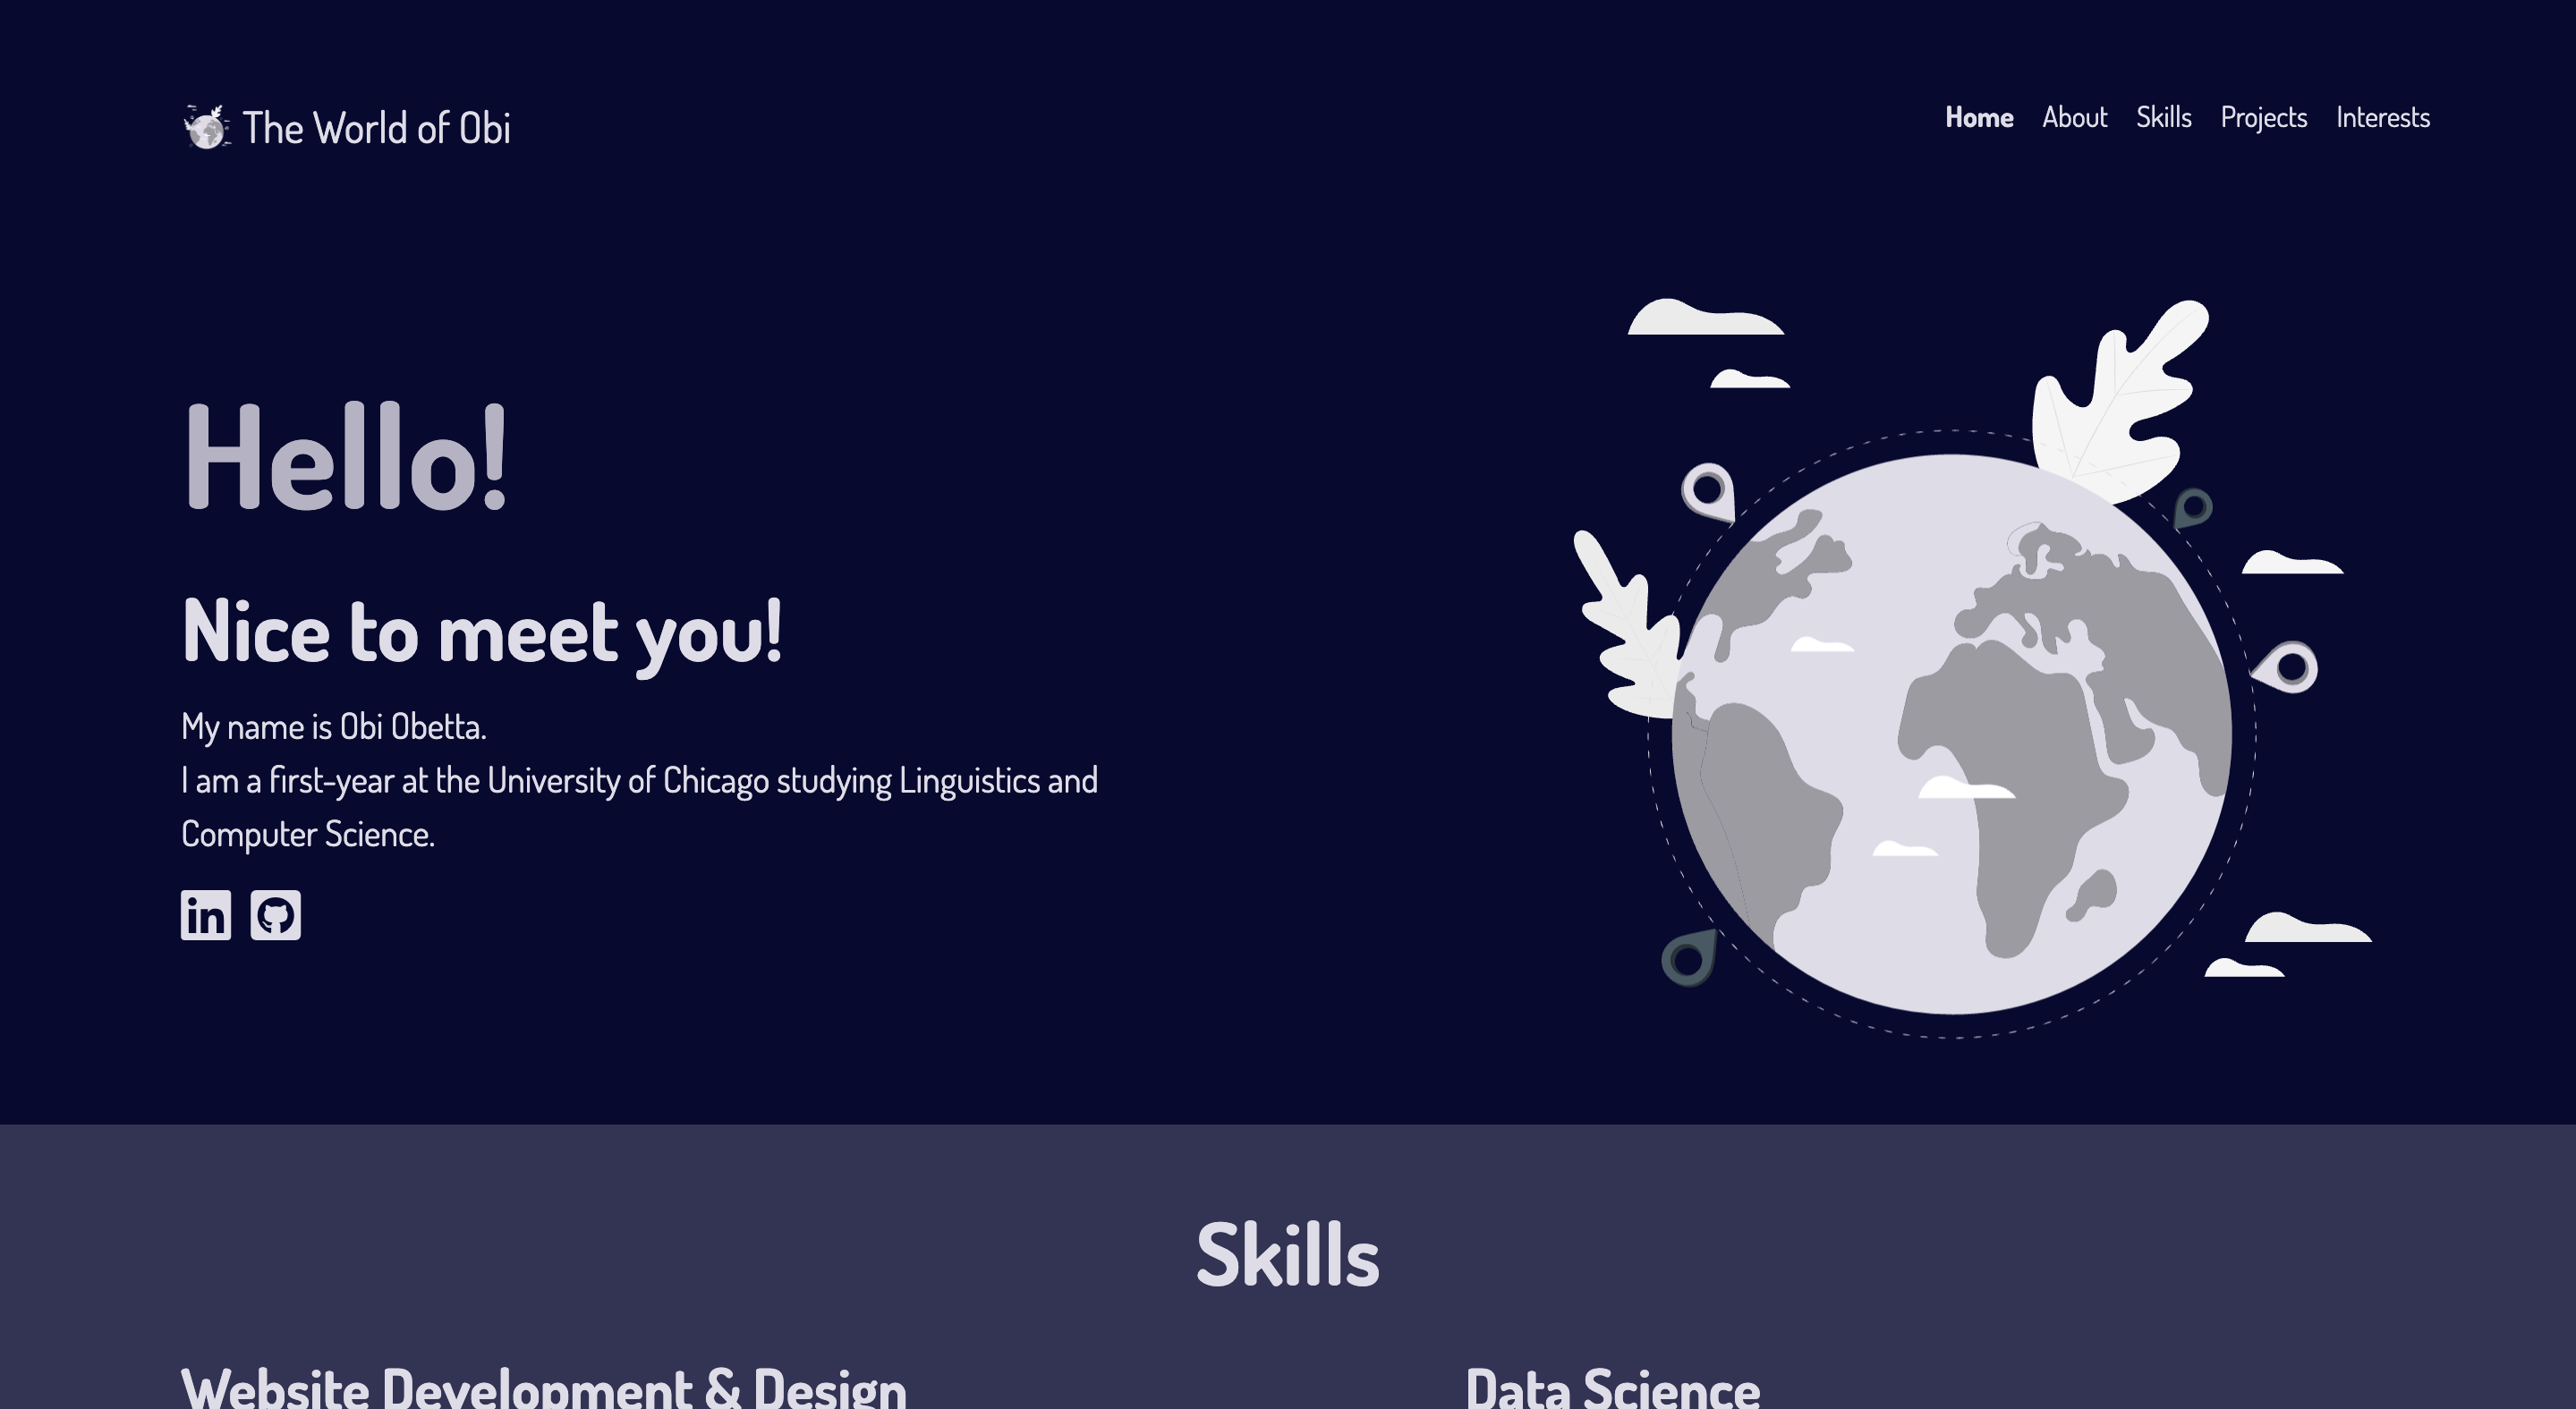 The World of Obi
Home About Skills Projects Interests
Hello!
Nice to meet you!
My name is Obi Obetta.
I am a first-year at the University of Chicago studying Linguistics and
Computer Science.
in
Skills
Website Development & Design
Data Science